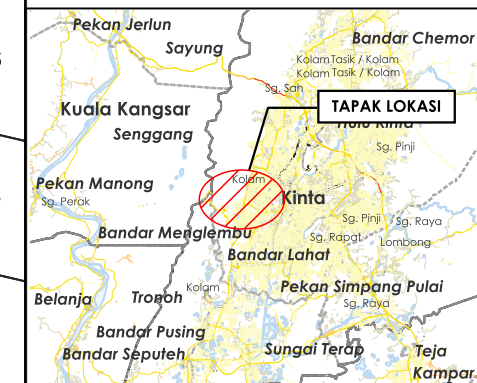 Pekan Jerlun
Bandar Chemor
Sayung
Kolam Tasik / Kolam
Kolam Tasik / Kolam
Sg. Sah
TAPAK LOKASI
Kuala Kangsar
Hulu Kinta
Senggang
Sg. Pinji
Kolam
Pekan Manong
Kinta
Sg. Perak
Sg. Pinji
Sg. Raya
Bandar Menglembu
Sg. Rapat
Lombong
Bandar Lahat
Kolam
Pekan Simpang Pulai
Belanja
Tronoh
Sg. Raya
Bandar Pusing
Bandar Seputeh
Sungai Terap
Teja
Kampar